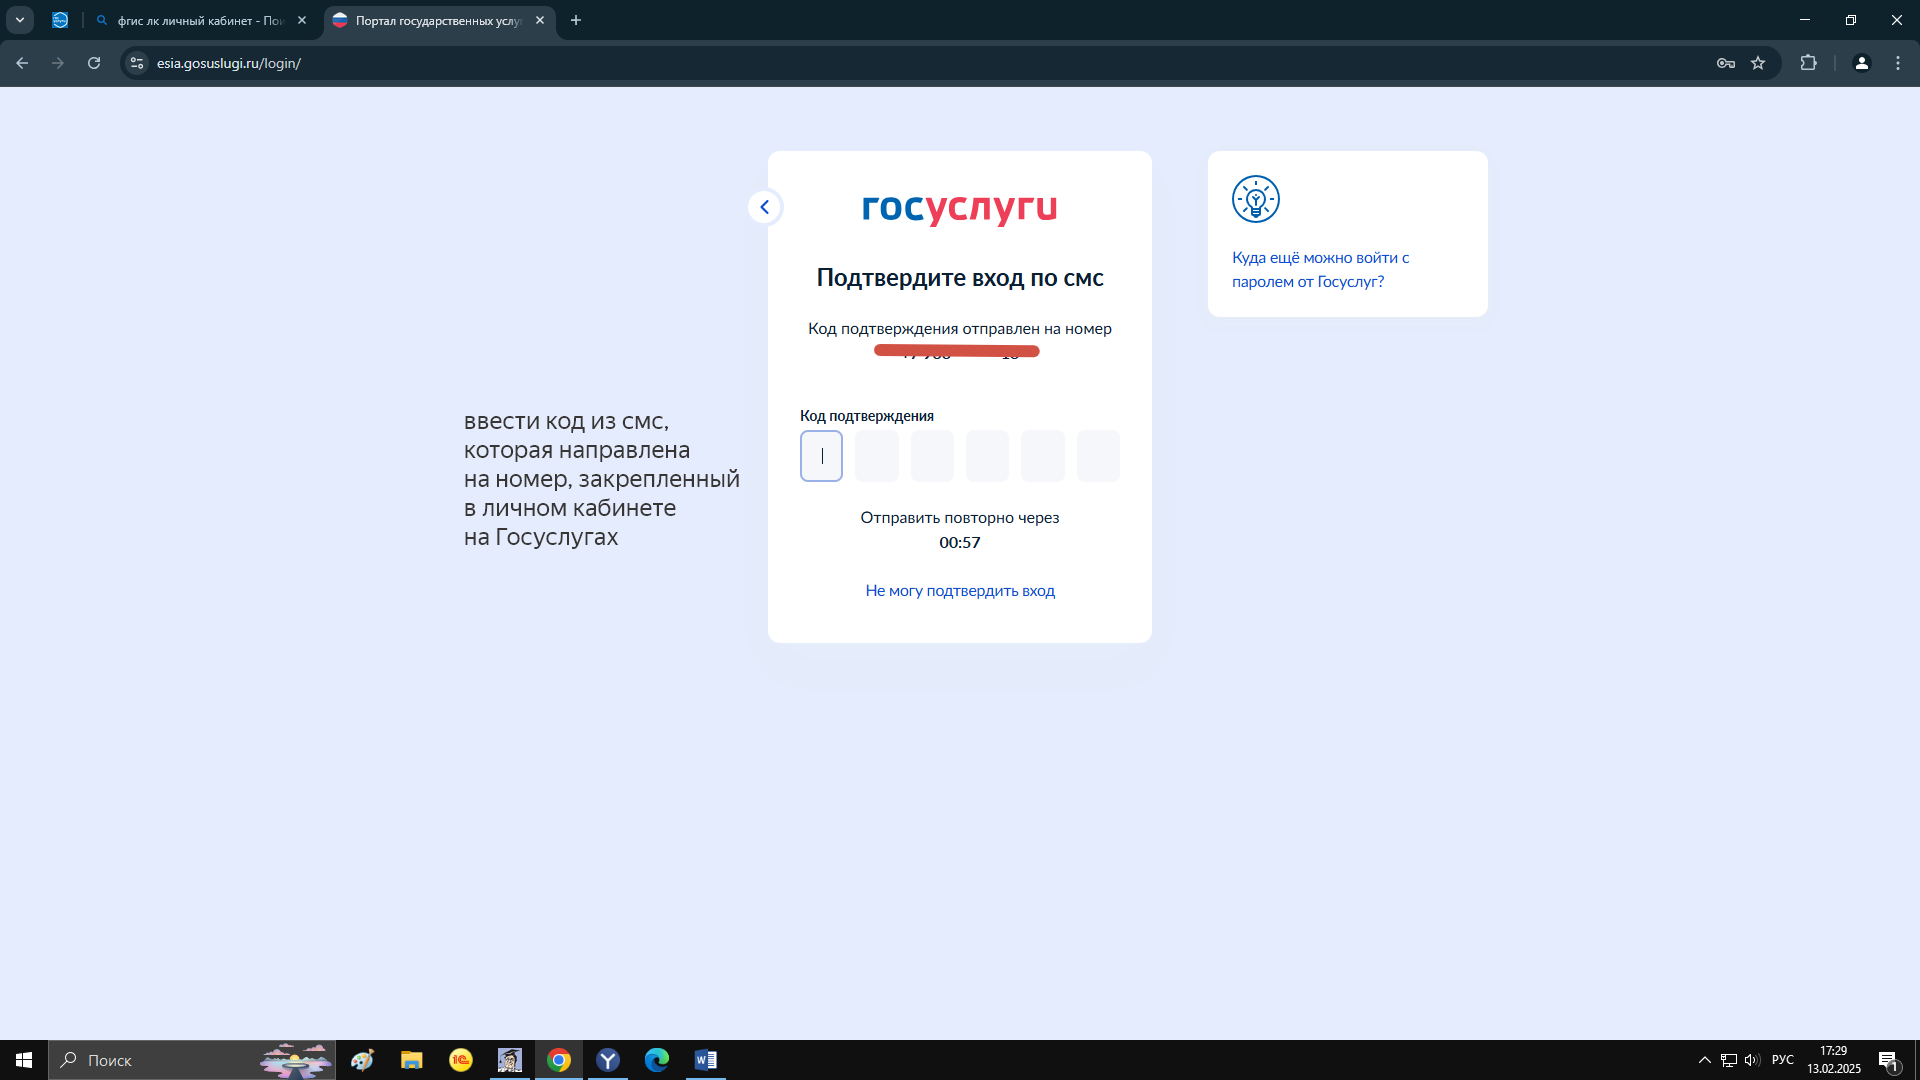 фгис лк личный кабинет - Пои
Портал государственных услу
esia.gosuslugi.ru/login/
госуслуги
Подтвердите вход по смс
Код подтверждения отправлен на номер
Куда ещё можно войти с
паролем от Госуслуг?
ввести код из смс,
которая направлена
на номер, закрепленный
в личном кабинете
на Госуслугах
Код подтверждения
Отправить повторно через
00:57
Не могу подтвердить вход
Поиск
РУС
17:29
13.02.2025
1